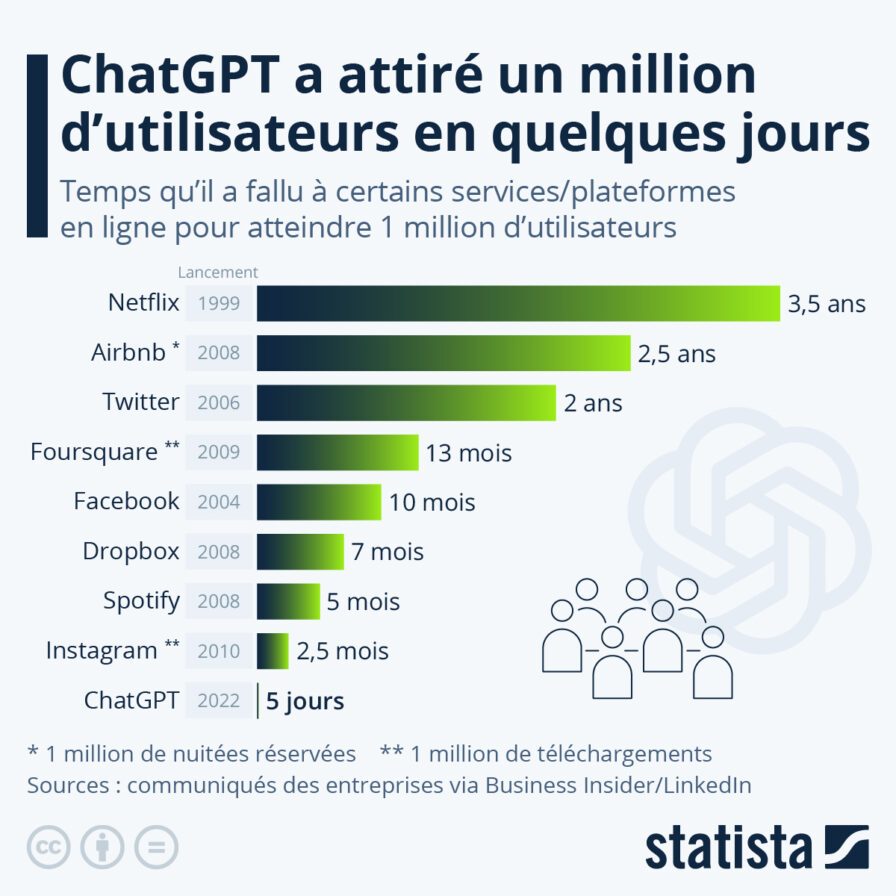 ChatGPT a attiré un million
d’utilisateurs en quelques jours
Temps qu’il a fallu à certains services/plateformes
en ligne pour atteindre 1 million d’utilisateurs
Lancement
Netflix 1999 3,5 ans
Airbnb * 2008 2,5 ans
Twitter 2006 2 ans
Foursquare ** 2009 13 mois
Facebook 2004 10 mois
Dropbox 2008 7 mois
Spotify 2008 5 mois
Instagram ** 2010 2,5 mois
ChatGPT 2022 5 jours
* 1 million de nuitées réservées ** 1 million de téléchargements
Sources : communiqués des entreprises via Business Insider/LinkedIn
cc =
statista